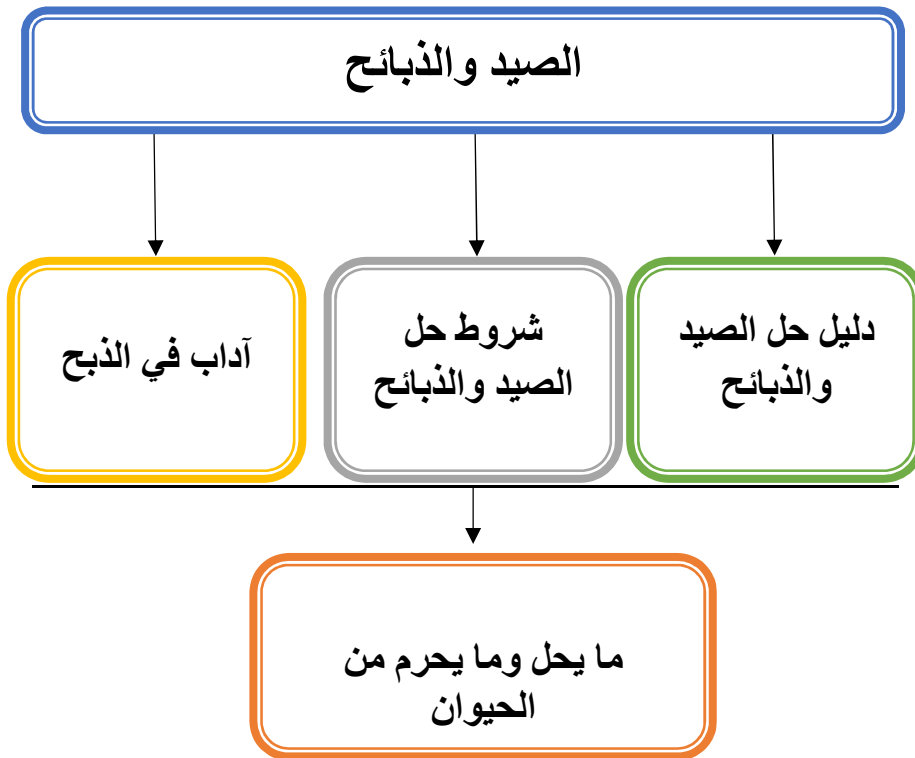 الصيد والذبائح
دليل حل الصيد
والذبائح
شروط حل
الصيد والذبائح
آداب في الذبح
ما يحل وما يحرم من
الحيوان